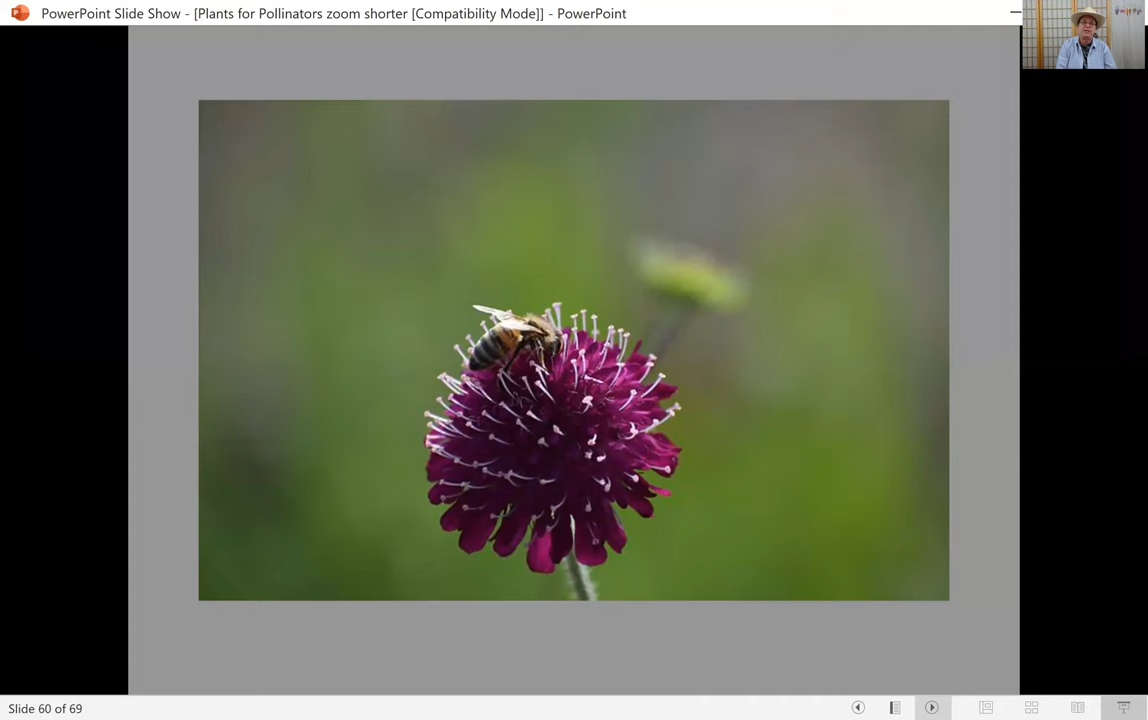 PowerPoint Slide Show - [Plants for Pollinators zoom shorter [Compatibility Mode]] - PowerPoint
Slide 60 of 69